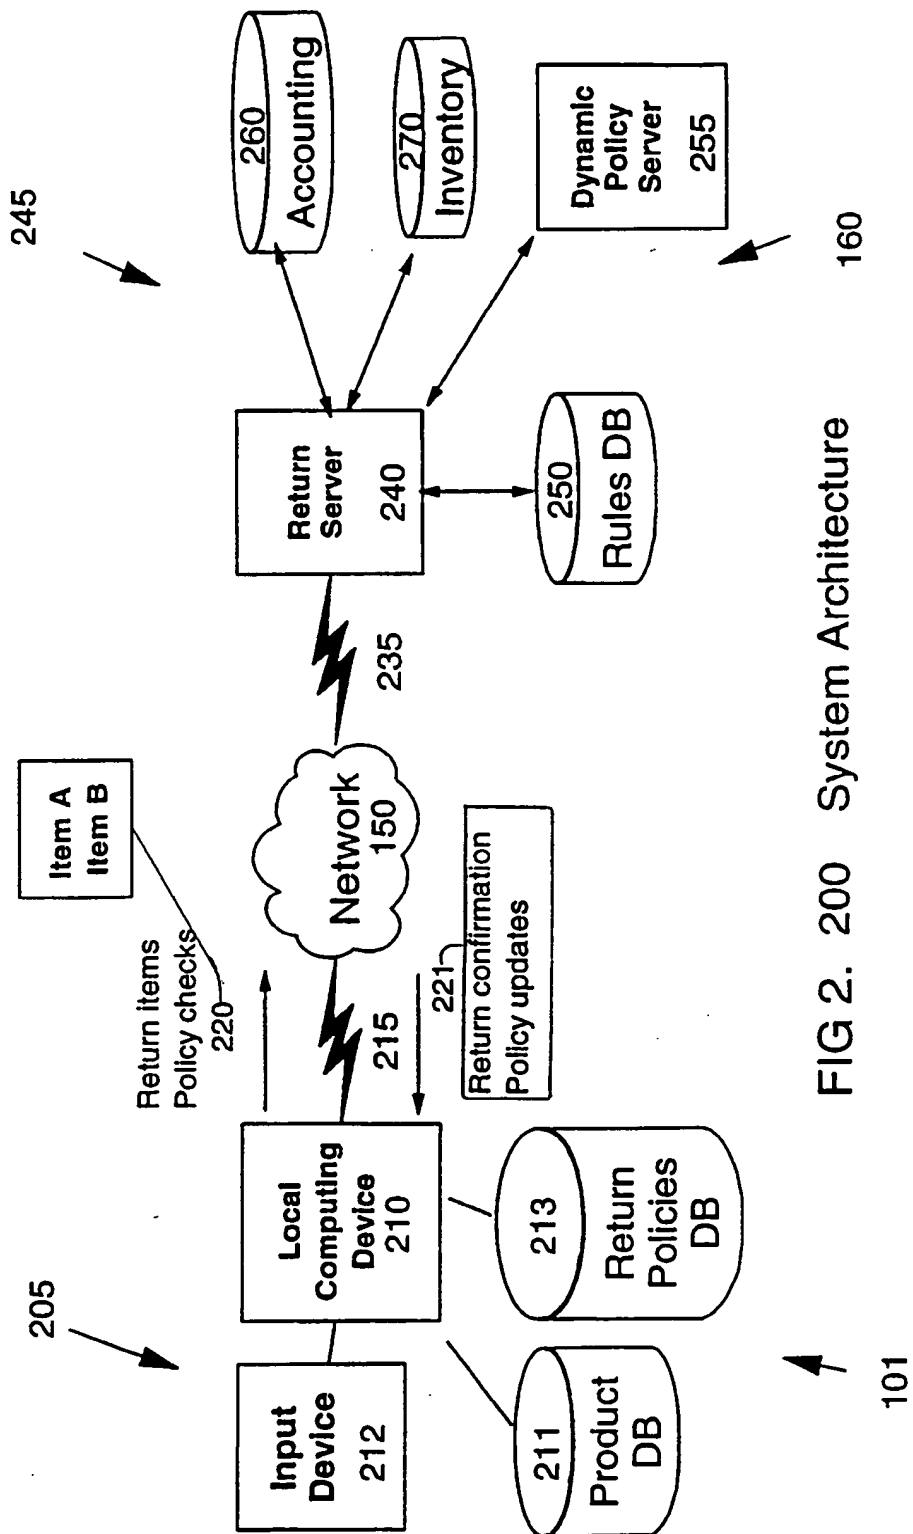 205
245
Input
Device
212
Local
Computing
Device
210
211
Product
DB
213
Return
Policies
DB
101
Return items
Policy checks
220
Item A
Item B
215
221
Return confirmation
Policy updates
Network
150
235
Return
Server
240
250
Rules DB
260
Accounting
270
Inventory
Dynamic
Policy
Server
255
160
FIG 2. 200 System Architecture